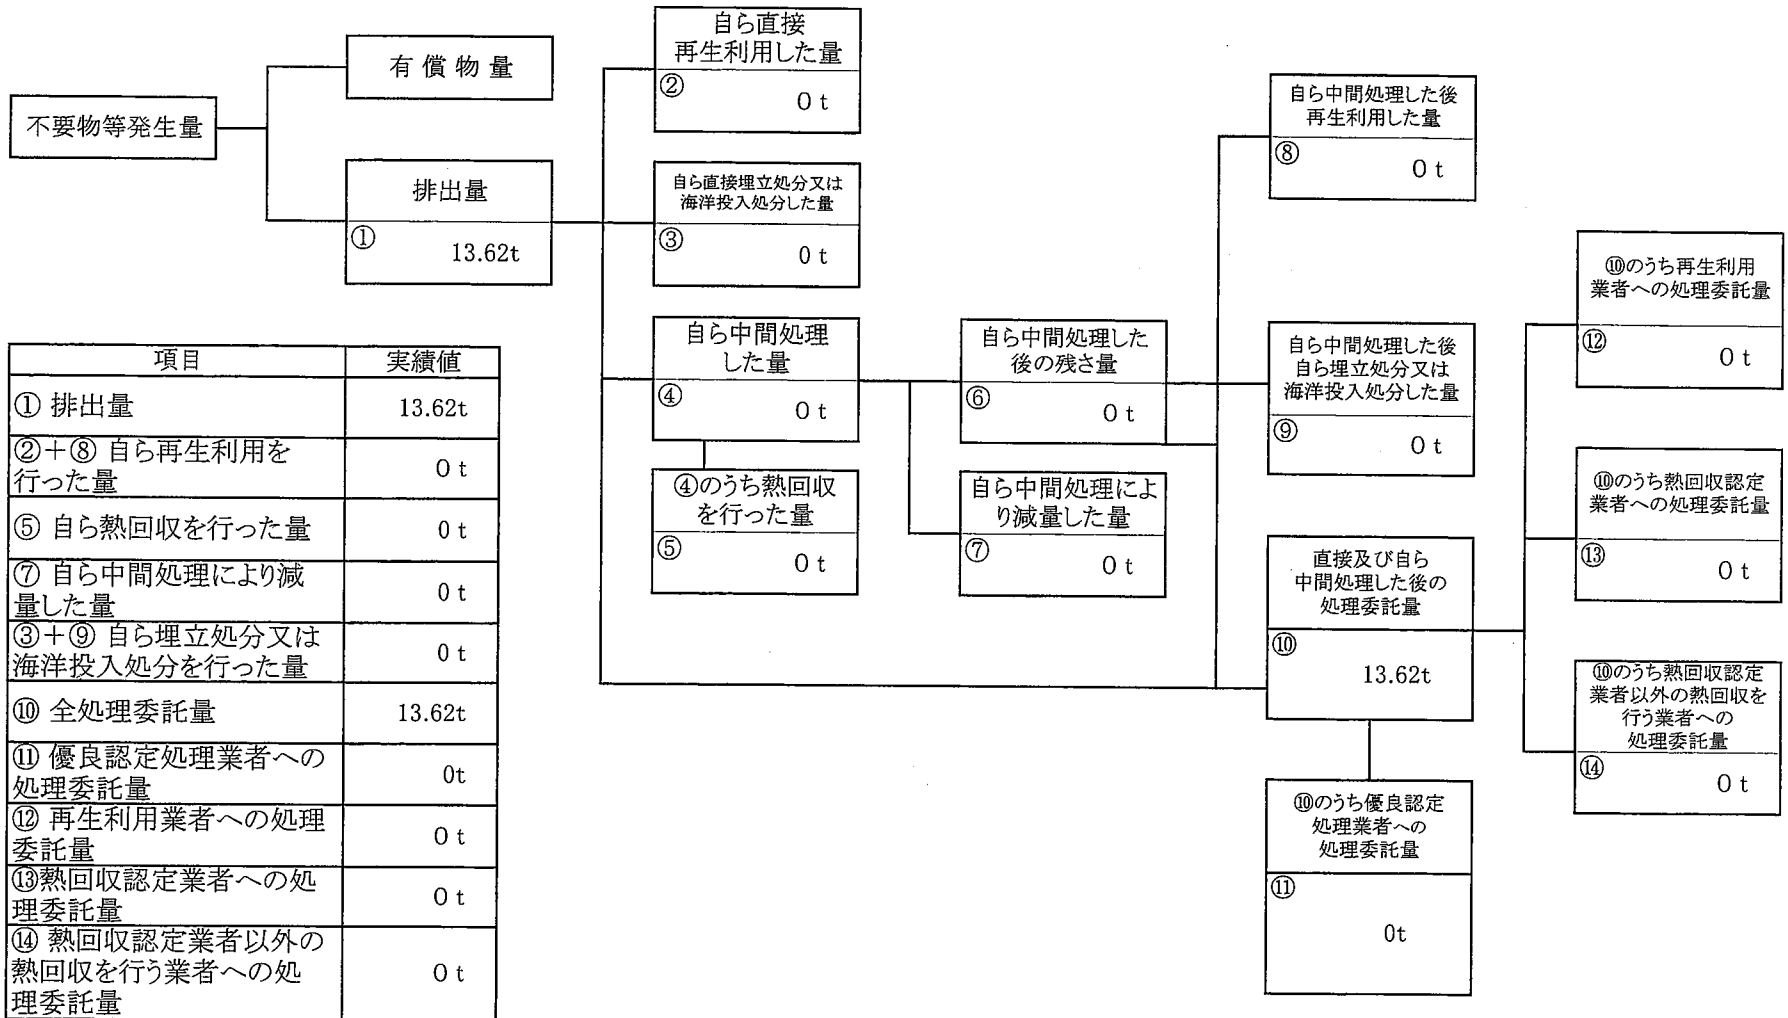 不要物等発生量
有償物量
排出量
①
13.62t
自ら直接
再生利用した量
②
0 t
自ら直接埋立処分又は
海洋投入処分した量
③
0 t
自ら中間処理
した量
④
0 t
④のうち熱回収
を行った量
⑤
0 t
自ら中間処理した
後の残さ量
⑥
0 t
自ら中間処理によ
り減量した量
⑦
0 t
自ら中間処理した後
再生利用した量
⑧
0 t
自ら中間処理した後
自ら埋立処分又は
海洋投入処分した量
⑨
0 t
直接及び自ら
中間処理した後の
処理委託量
⑩
13.62t
⑩のうち優良認定
処理業者への
処理委託量
⑪
0t
⑩のうち再生利用
業者への処理委託量
⑫
0 t
⑩のうち熱回収認定
業者への処理委託量
⑬
0 t
⑩のうち熱回収認定
業者以外の熱回収を
行う業者への
処理委託量
⑭
0 t
項目 実績値
① 排出量 13.62t
②+⑧ 自ら再生利用を
行った量 0 t
⑤ 自ら熱回収を行った量 0 t
⑦ 自ら中間処理により減
量した量 0 t
③+⑨ 自ら埋立処分又は
海洋投入処分を行った量 0 t
⑩ 全処理委託量 13.62t
⑪ 優良認定処理業者への
処理委託量 0t
⑫ 再生利用業者への処理
委託量 0 t
⑬熱回収認定業者への処
理委託量 0 t
⑭ 熱回収認定業者以外の
熱回収を行う業者への処
理委託量 0 t